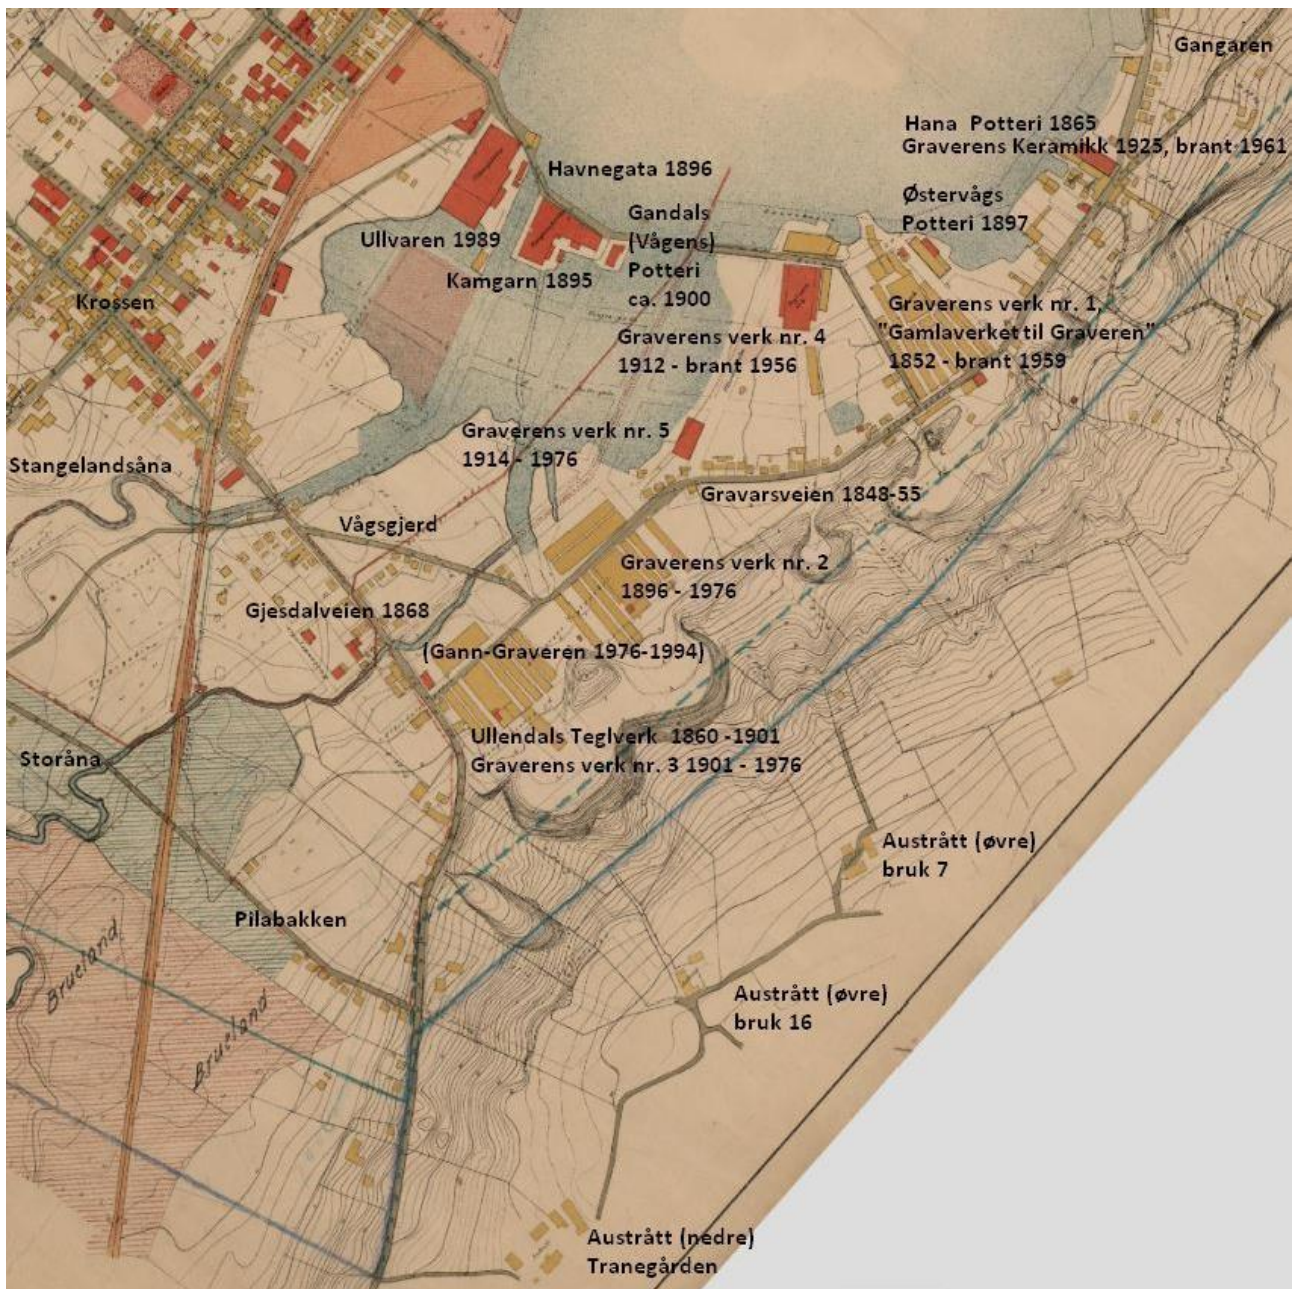 Gangaren
Hana Potteri 1865
Graverens Keramikk 1925, brant 1961
Havnegata 1896
Østervågs
Potteri 1897
Gandals
(Vågens)
Potteri
ca. 1900
Ullvaren 1989
Kamgarn 1895
Krossen
Graverens verk nr. 1,
"Gamlaverket til Graveren"
1852 - brant 1959
Graverens verk nr. 4
1912 - brant 1956
Graverens verk nr. 5
1914 - 1976
Stangelandsåna
Gravarsveien 1848-55
Vågsgjerd
Graverens verk nr. 2
1896 - 1976
Gjesdalveien 1868
(Gann-Graveren 1976-1994)
Ullendals Teglverk 1860 -1901
Graverens verk nr. 3 1901 - 1976
Storåna
Austrått (øvre)
bruk 7
Pilabakken
Brueland
Brueland
Austrått (øvre)
bruk 16
Austrått (nedre)
Tranegården